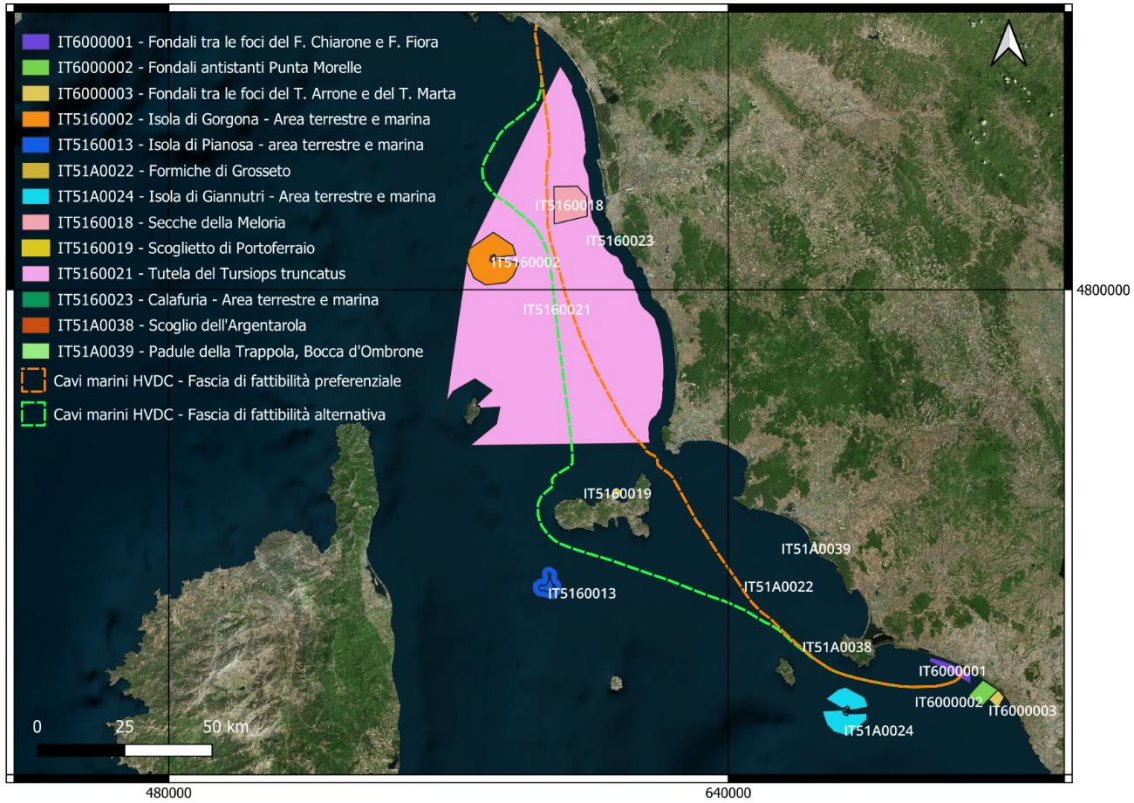 IT6000001 - Fondali tra le foci del F. Chiarone e F. Fiora
IT6000002 - Fondali antistanti Punta Morelle
IT6000003 - Fondali tra le foci del T. Arrone e del T. Marta
IT5160002 - Isola di Gorgona - Area terrestre e marina
IT5160013 - Isola di Pianosa - area terrestre e marina
IT51A0022 - Formiche di Grosseto
IT51A0024 - Isola di Giannutri - Area terrestre e marina
IT5160018 - Secche della Meloria
IT5160019 - Scoglietto di Portoferraio
IT5160021 - Tutela del Tursiops truncatus
IT5160023 - Calafuria - Area terrestre e marina
IT51A0038 - Scoglio dell'Argentarola
IT51A0039 - Padule della Trappola, Bocca d'Ombrone
Cavi marini HVDC - Fascia di fattibilità preferenziale
Cavi marini HVDC - Fascia di fattibilità alternativa
IT5160018
IT5160023
IT5160002
4800000
IT5160021
IT5160019
IT51A0039
IT51A0022
IT5160013
IT51A0038
IT6000001
IT6000002
IT6000003
IT51A0024
0 25 50 km
480000
640000